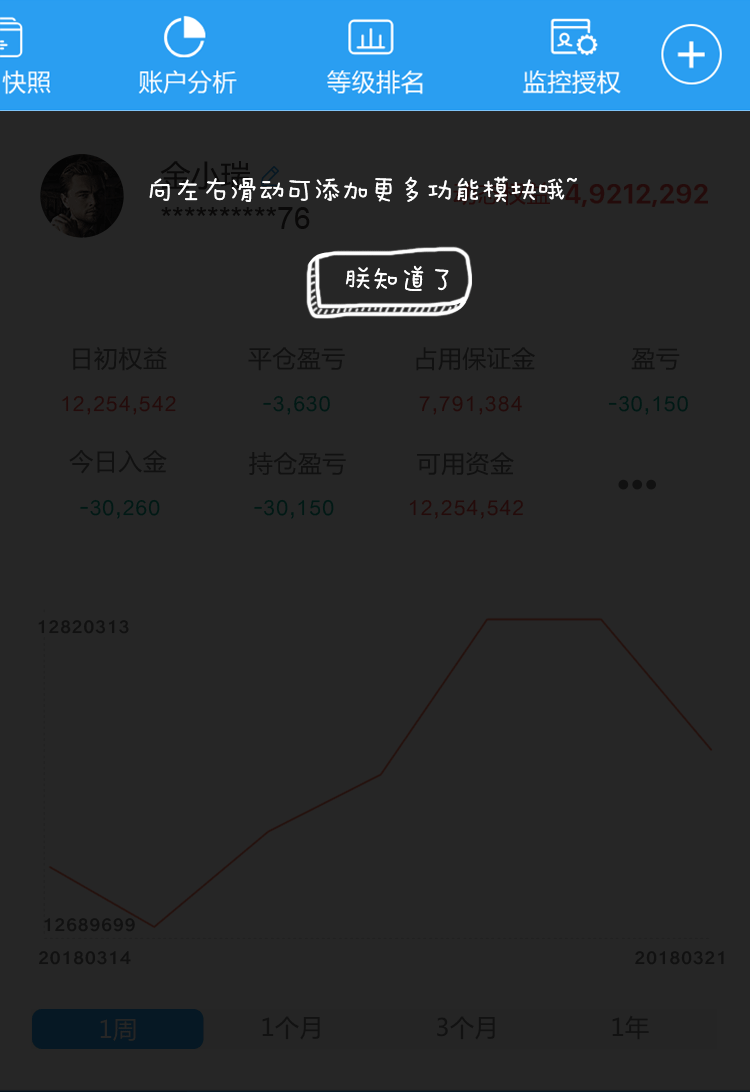 快照
账户分析
等级排名
监控授权
余小瑞
向左右滑动可添加更多功能模块哦~
4,9212,292
**********76
朕知道了
日初权益 平仓盈亏 占用保证金 盈亏
12,254,542 -3,630 7,791,384 -30,150
今日入金 持仓盈亏 可用资金
-30,260 -30,150 12,254,542
12820313
12689699
20180314 20180321
1周 1个月 3个月 1年